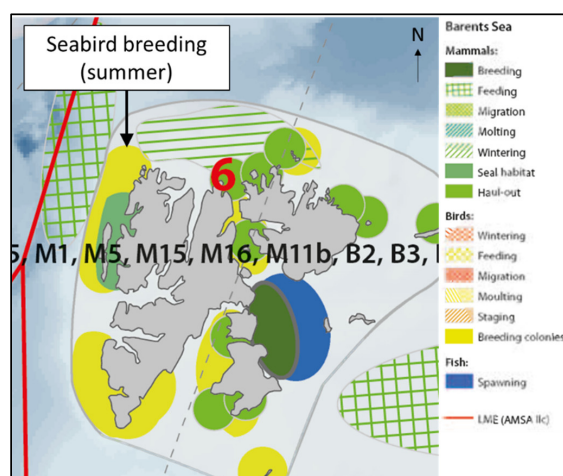 Seabird breeding
(summer)
N
6
5, M1, M5, M15, M16, M11b, B2, B3,
Barents Sea
Mammals:
Breeding
Feeding
Migration
Molting
Wintering
Seal habitat
Haul-out
Birds:
Wintering
Feeding
Migration
Moulting
Staging
Breeding colonies
Fish:
Spawning
LME (AMSA IIc)